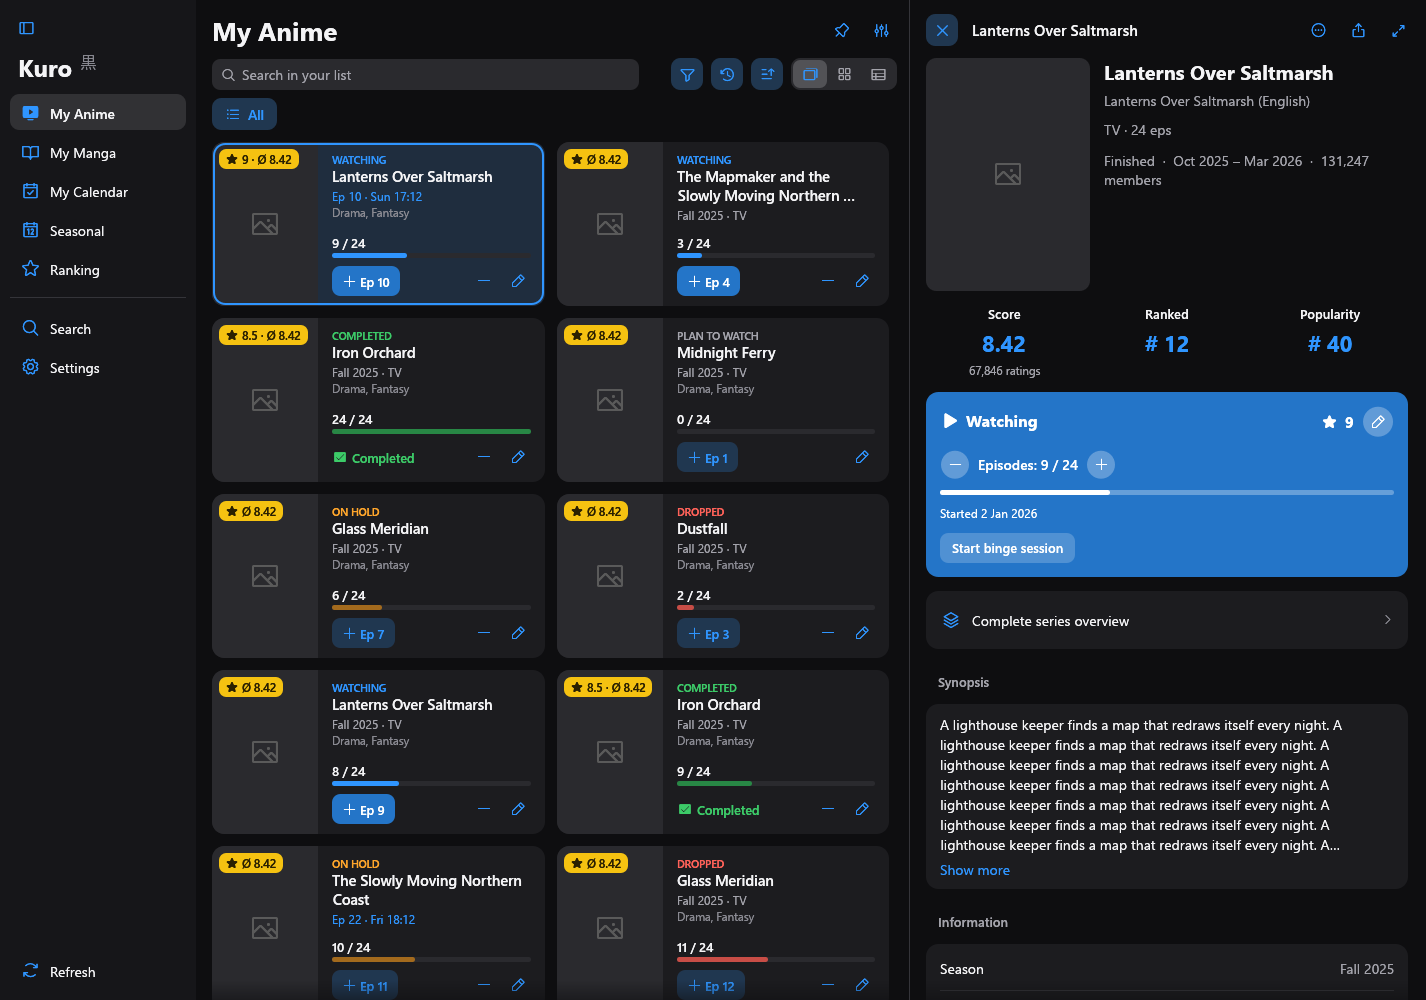 Kuro 黒
My Anime
My Manga
My Calendar
12 Seasonal
Ranking
Search
Settings
Refresh
My Anime
Search in your list
All
9 · Ø 8.42
WATCHING
Lanterns Over Saltmarsh
Ep 10 · Sun 17:12
Drama, Fantasy
9 / 24
Ep 10
Ø 8.42
WATCHING
The Mapmaker and the
Slowly Moving Northern ...
Fall 2025 · TV
3 / 24
Ep 4
8.5 · Ø 8.42
COMPLETED
Iron Orchard
Fall 2025 · TV
Drama, Fantasy
24 / 24
Completed
Ø 8.42
PLAN TO WATCH
Midnight Ferry
Fall 2025 · TV
Drama, Fantasy
0 / 24
Ep 1
Ø 8.42
ON HOLD
Glass Meridian
Fall 2025 · TV
Drama, Fantasy
6 / 24
Ep 7
Ø 8.42
DROPPED
Dustfall
Fall 2025 · TV
Drama, Fantasy
2 / 24
Ep 3
Ø 8.42
WATCHING
Lanterns Over Saltmarsh
Fall 2025 · TV
Drama, Fantasy
8 / 24
Ep 9
8.5 · Ø 8.42
COMPLETED
Iron Orchard
Fall 2025 · TV
Drama, Fantasy
9 / 24
Completed
Ø 8.42
ON HOLD
The Slowly Moving Northern
Coast
Ep 22 · Fri 18:12
10 / 24
Ep 11
Ø 8.42
DROPPED
Glass Meridian
Fall 2025 · TV
Drama, Fantasy
11 / 24
Ep 12
Lanterns Over Saltmarsh
Lanterns Over Saltmarsh
Lanterns Over Saltmarsh (English)
TV · 24 eps
Finished · Oct 2025 – Mar 2026 · 131,247
members
Score
8.42
67,846 ratings
Ranked
# 12
Popularity
# 40
Watching
9
Episodes: 9 / 24
Started 2 Jan 2026
Start binge session
Complete series overview
Synopsis
A lighthouse keeper finds a map that redraws itself every night. A
lighthouse keeper finds a map that redraws itself every night. A
lighthouse keeper finds a map that redraws itself every night. A
lighthouse keeper finds a map that redraws itself every night. A
lighthouse keeper finds a map that redraws itself every night. A
lighthouse keeper finds a map that redraws itself every night. A
lighthouse keeper finds a map that redraws itself every night. A...
Show more
Information
Season
Fall 2025